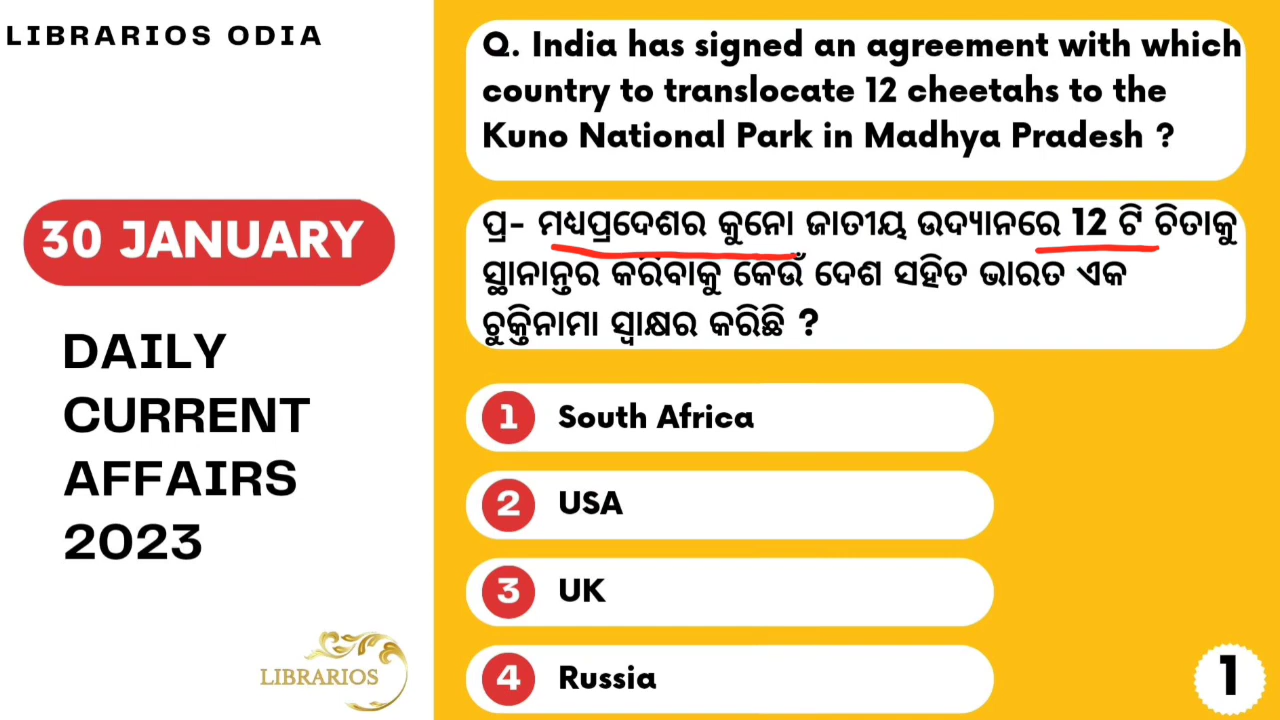 LIBRARIOS ODIA
30 JANUARY
DAILY
CURRENT
AFFAIRS
2023
LIBRARIOS
Q. India has signed an agreement with which
country to translocate 12 cheetahs to the
Kuno National Park in Madhya Pradesh ?
ପ୍ର- ମଧ୍ୟପ୍ରଦେଶର କୁନୋ ଜାତୀୟ ଉଦ୍ୟାନରେ 12 ଟି ଚିତାକୁ
ସ୍ଥାନାନ୍ତର କରିବାକୁ କେଉଁ ଦେଶ ସହିତ ଭାରତ ଏକ
ଚୁକ୍ତିନାମା ସ୍ୱାକ୍ଷର କରିଛି ?
1 South Africa
2 USA
3 UK
4 Russia
1